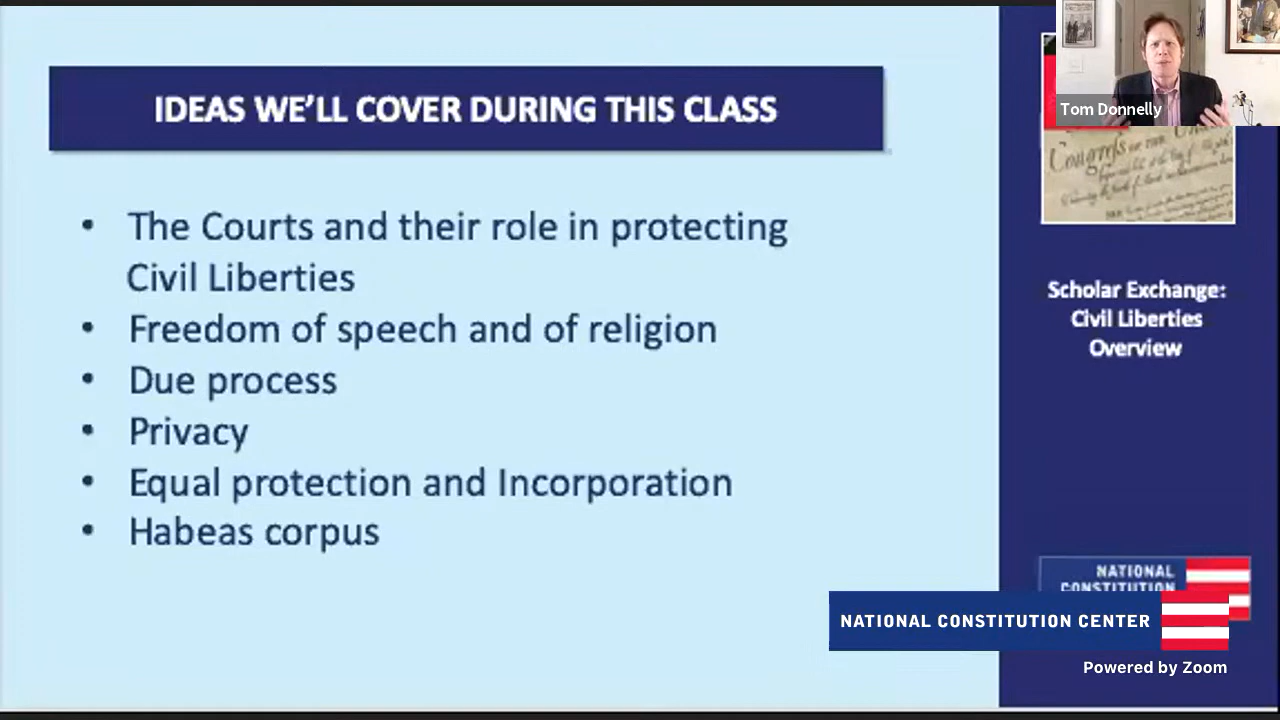 IDEAS WE'LL COVER DURING THIS CLASS
• The Courts and their role in protecting
Civil Liberties
• Freedom of speech and of religion
• Due process
• Privacy
• Equal protection and Incorporation
• Habeas corpus
Tom Donnelly
Congress
Scholar Exchange:
Civil Liberties
Overview
NATIONAL
CONSTITUTION
NATIONAL CONSTITUTION CENTER
Powered by Zoom